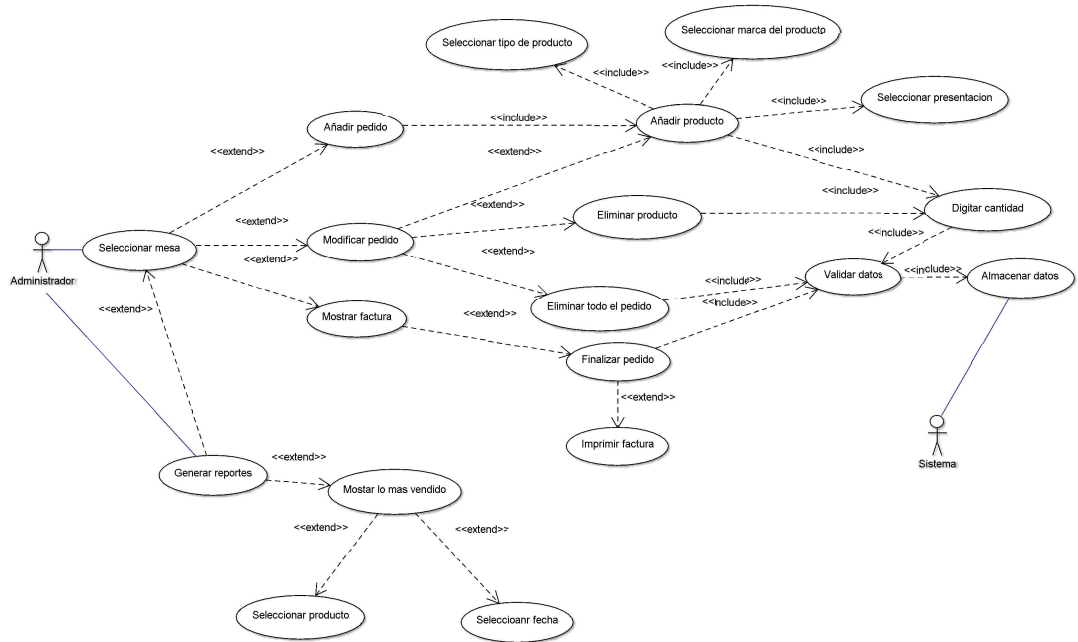 Seleccionar tipo de producto
Seleccionar marca del producto
<<include>>
<<include>>
Seleccionar presentacion
<<include>>
Añadir pedido
<<include>>
Añadir producto
<<extend>>
<<extend>>
<<include>>
<<include>>
Eliminar producto
Digitar cantidad
<<extend>>
Administrador
Seleccionar mesa
<<extend>>
<<extend>>
Modificar pedido
<<extend>>
<<include>>
Validar datos
<<include>>
Almacenar datos
<<include>>
<<include>>
Eliminar todo el pedido
<<extend>>
Mostrar factura
<<extend>>
Finalizar pedido
<<extend>>
Imprimir factura
Sistema
Generar reportes
<<extend>>
Mostar lo mas vendido
<<extend>>
<<extend>>
Seleccionar producto
Seleccioanr fecha